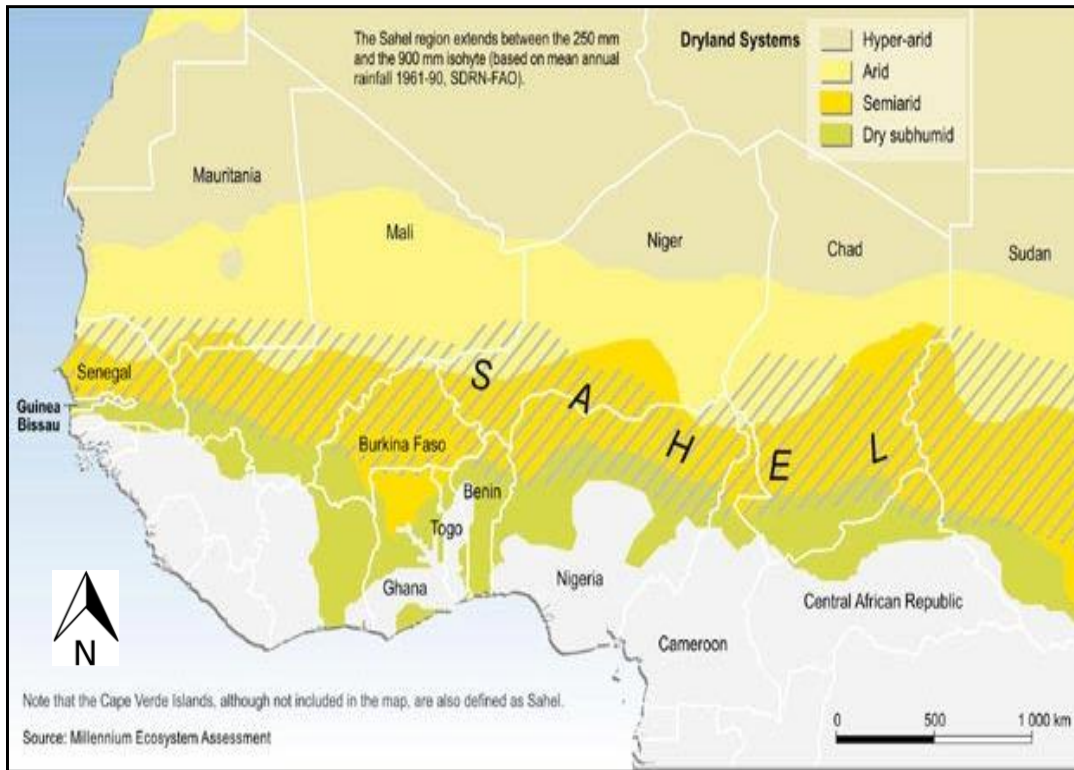 The Sahel region extends between the 250 mm
and the 900 mm isohyte (based on mean annual
rainfall 1961-90, SDRN-FAO).
Dryland Systems
Hyper-arid
Arid
Semiarid
Dry subhumid
Mauritania
Mali
Niger
Chad
Sudan
Senegal
Guinea
Bissau
Burkina Faso
Benin
Togo
Ghana
Nigeria
Cameroon
Central African Republic
S A H E L
N
Note that the Cape Verde Islands, although not included in the map, are also defined as Sahel.
Source: Millennium Ecosystem Assessment
0 500 1 000 km